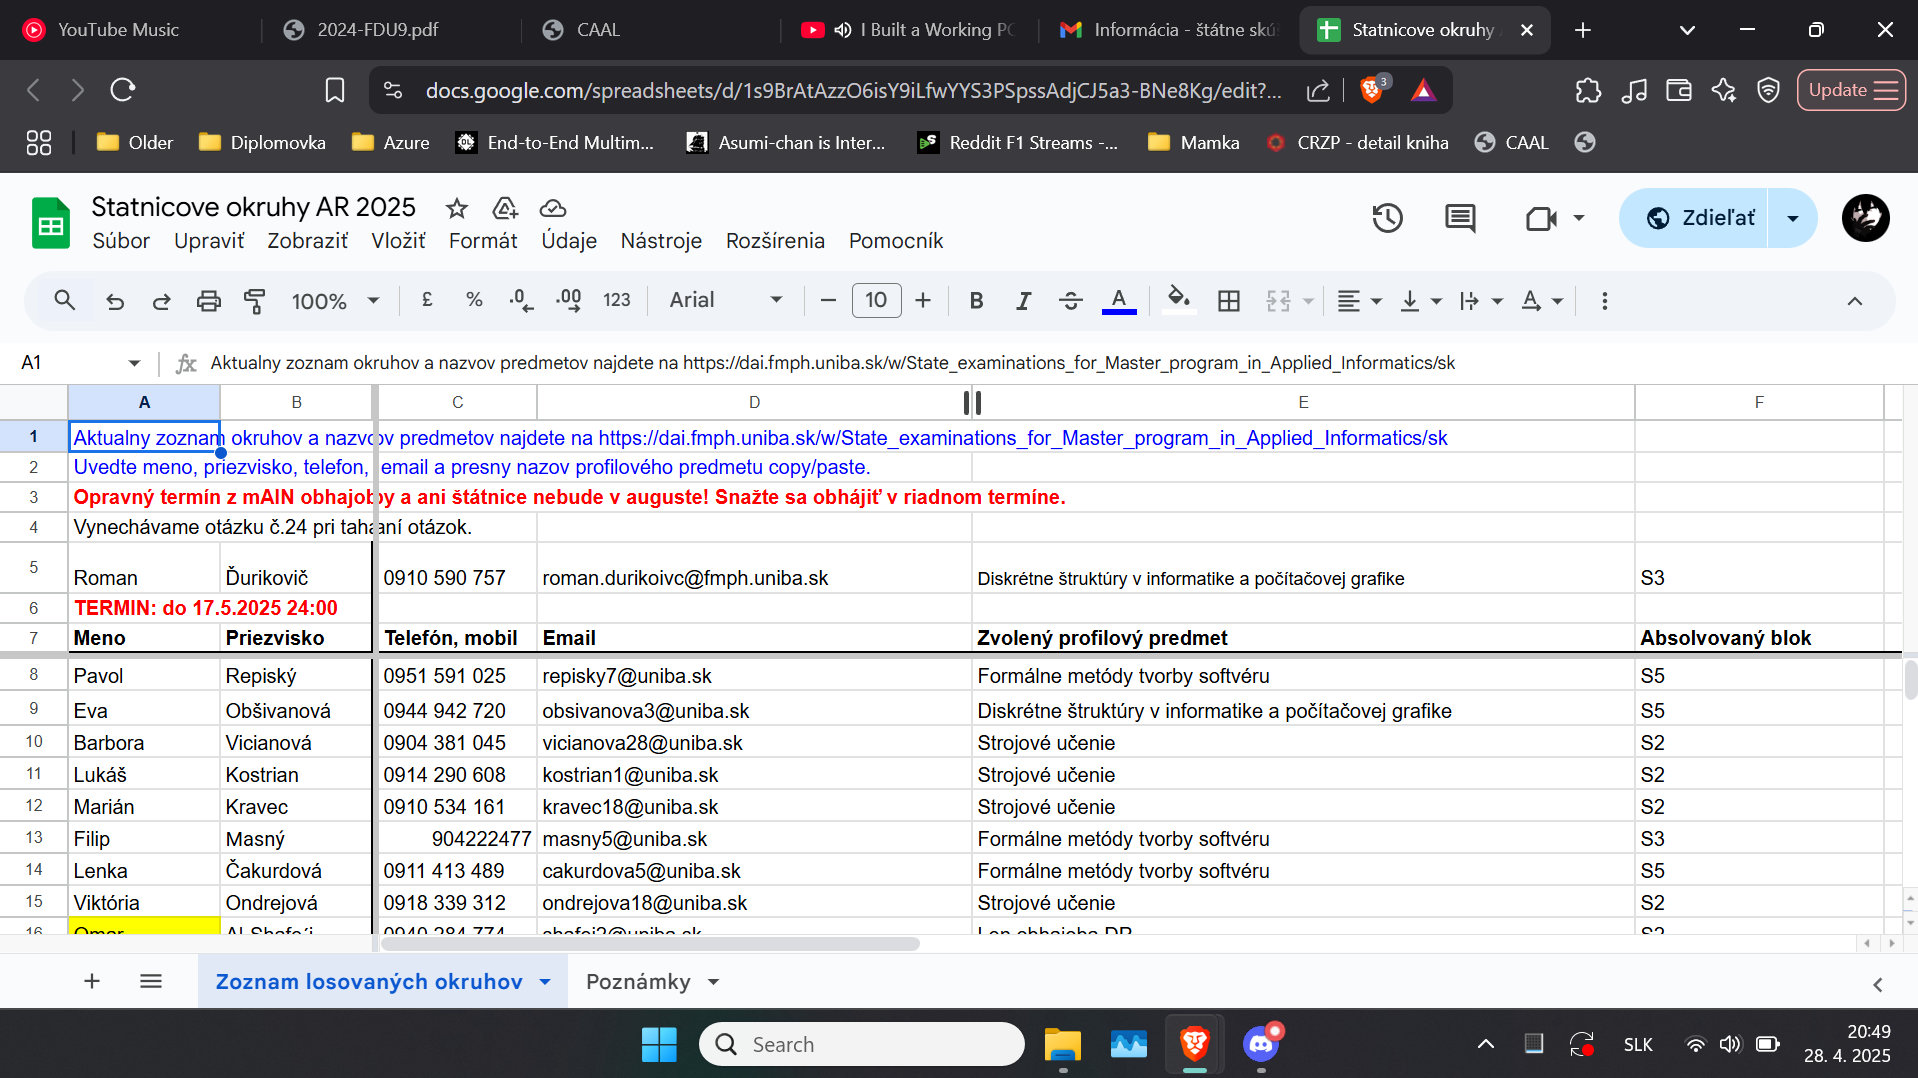 YouTube Music
2024-FDU9.pdf
CAAL
I Built a Working PC
Informácia - štátne skú
Statnicove okruhy
docs.google.com/spreadsheets/d/1s9BrAtAzzO6isY9iLfwYYS3PSpssAdjCJ5a3-BNe8Kg/edit?...
3
Update
Older
Diplomovka
Azure
End-to-End Multim...
Asumi-chan is Inter...
Reddit F1 Streams -...
Mamka
CRZP - detail kniha
CAAL
Statnicove okruhy AR 2025
Súbor Upraviť Zobraziť Vložiť Formát Údaje Nástroje Rozšírenia Pomocník
Zdieľať
100% £ % .0 .00 123 Arial 10 B I A
A1 fx Aktualny zoznam okruhov a nazvov predmetov najdete na https://dai.fmph.uniba.sk/w/State_examinations_for_Master_program_in_Applied_Informatics/sk
A B C D E F
1 Aktualny zoznam okruhov a nazvov predmetov najdete na https://dai.fmph.uniba.sk/w/State_examinations_for_Master_program_in_Applied_Informatics/sk
2 Uvedte meno, priezvisko, telefon, email a presny nazov profilového predmetu copy/paste.
3 Opravný termín z mAIN obhajoby a ani štátnice nebude v auguste! Snažte sa obhájiť v riadnom termíne.
4 Vynechávame otázku č.24 pri tahaaní otázok.
5 Roman Ďurikovič 0910 590 757 roman.durikoivc@fmph.uniba.sk Diskrétne štruktúry v informatike a počítačovej grafike S3
6 TERMIN: do 17.5.2025 24:00
7 Meno Priezvisko Telefón, mobil Email Zvolený profilový predmet Absolvovaný blok
8 Pavol Repiský 0951 591 025 repisky7@uniba.sk Formálne metódy tvorby softvéru S5
9 Eva Obšivanová 0944 942 720 obsivanova3@uniba.sk Diskrétne štruktúry v informatike a počítačovej grafike S5
10 Barbora Vicianová 0904 381 045 vicianova28@uniba.sk Strojové učenie S2
11 Lukáš Kostrian 0914 290 608 kostrian1@uniba.sk Strojové učenie S2
12 Marián Kravec 0910 534 161 kravec18@uniba.sk Strojové učenie S2
13 Filip Masný 904222477 masny5@uniba.sk Formálne metódy tvorby softvéru S3
14 Lenka Čakurdová 0911 413 489 cakurdova5@uniba.sk Formálne metódy tvorby softvéru S5
15 Viktória Ondrejová 0918 339 312 ondrejova18@uniba.sk Strojové učenie S2
16 Omar
Zoznam losovaných okruhov
Poznámky
Search
SLK
20:49
28. 4. 2025